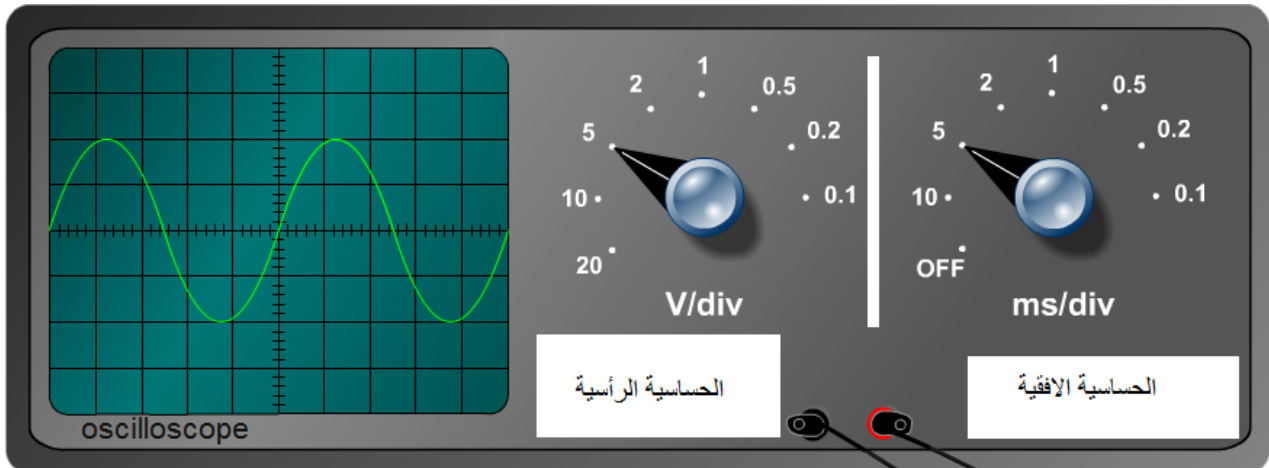 5 2 1 0.5 0.2 0.1
10
20
V/div
5 2 1 0.5 0.2 0.1
10
OFF
ms/div
الحساسية الرأسية
الحساسية الافقية
oscilloscope